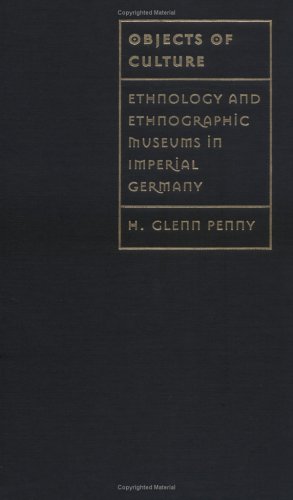 OBJECTS OF
CULTURE
ETHNOLOGY AND
ETHNOGRAPHIC
MUSEUMS IN
IMPERIAL
GERMANY
H. GLENN PENNY